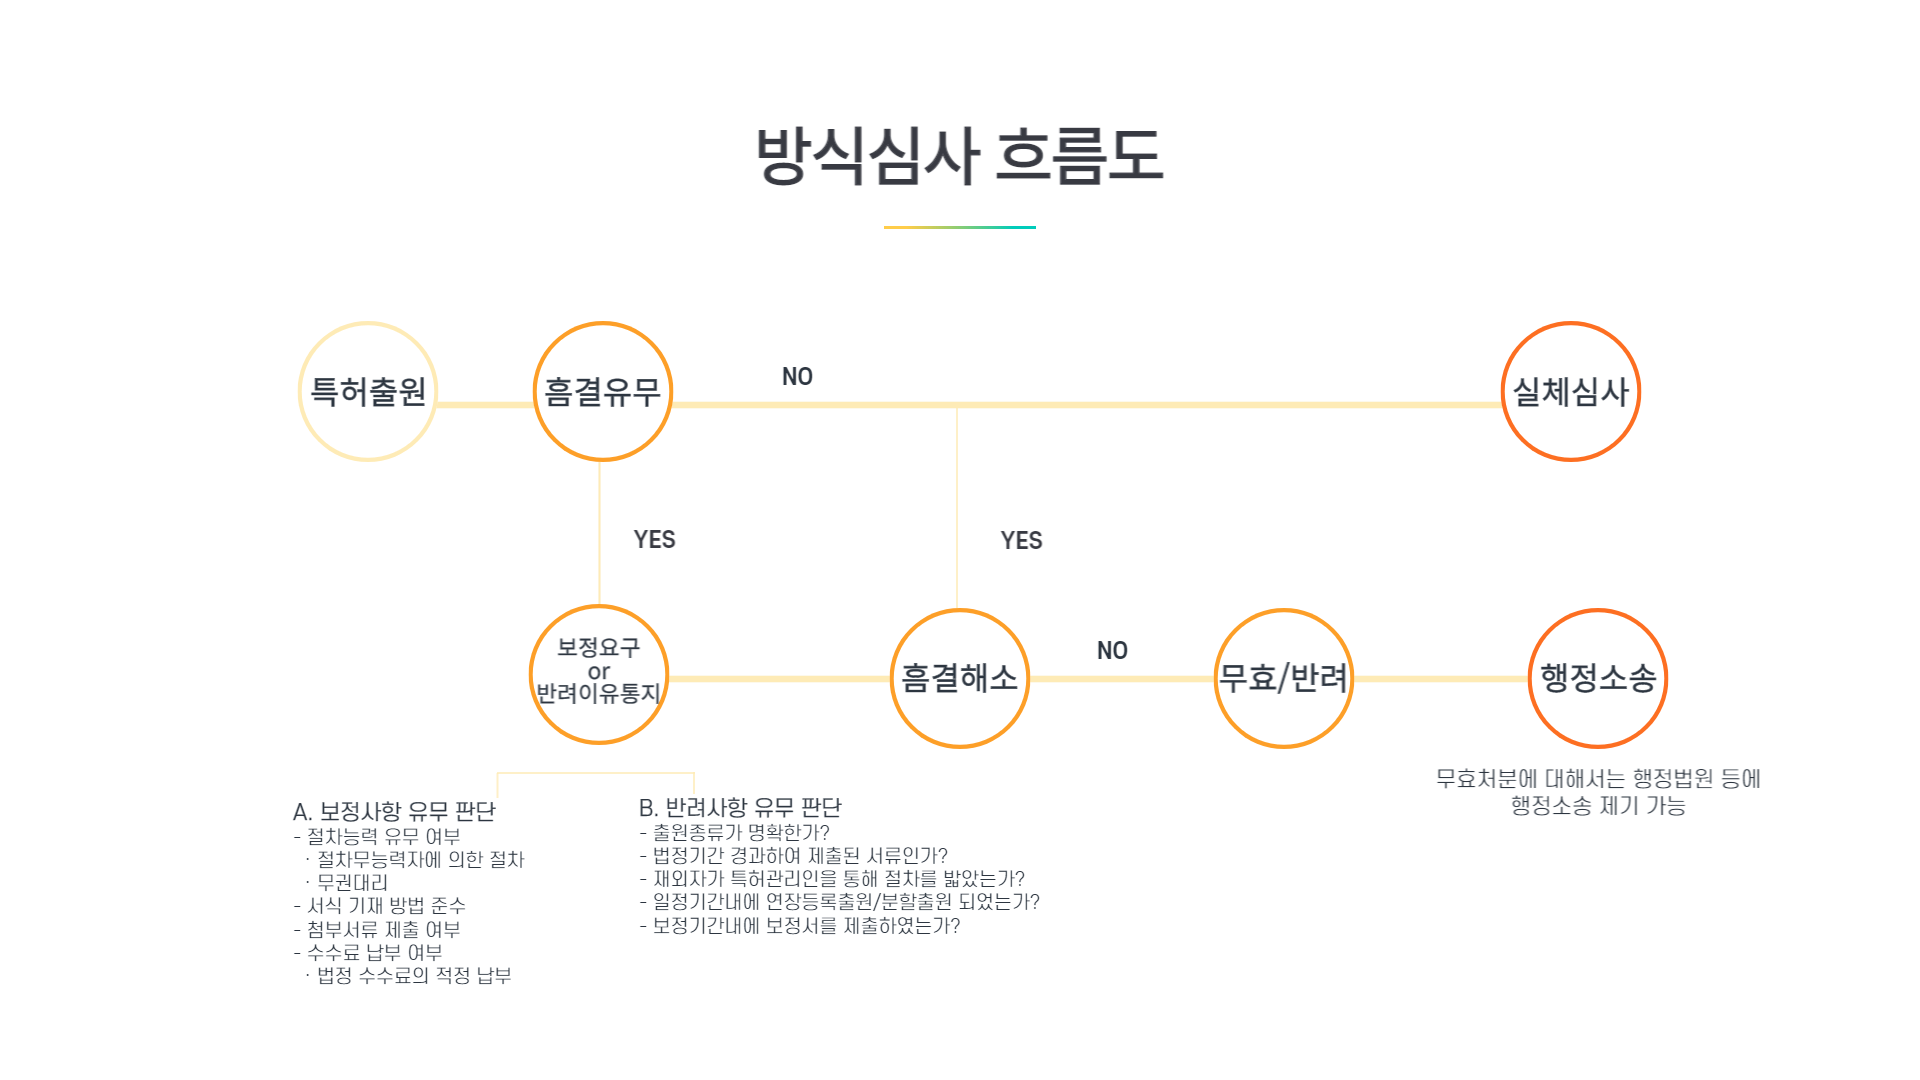 방식심사 흐름도
특허출원
흠결유무
NO
실체심사
YES
YES
보정요구
or
반려이유통지
흠결해소
NO
무효/반려
행정소송
무효처분에 대해서는 행정법원 등에
행정소송 제기 가능
A. 보정사항 유무 판단
- 절차능력 유무 여부
· 절차무능력자에 의한 절차
· 무권대리
- 서식 기재 방법 준수
- 첨부서류 제출 여부
- 수수료 납부 여부
· 법정 수수료의 적정 납부
B. 반려사항 유무 판단
- 출원종류가 명확한가?
- 법정기간 경과하여 제출된 서류인가?
- 재외자가 특허관리인을 통해 절차를 밟았는가?
- 일정기간내에 연장등록출원/분할출원 되었는가?
- 보정기간내에 보정서를 제출하였는가?